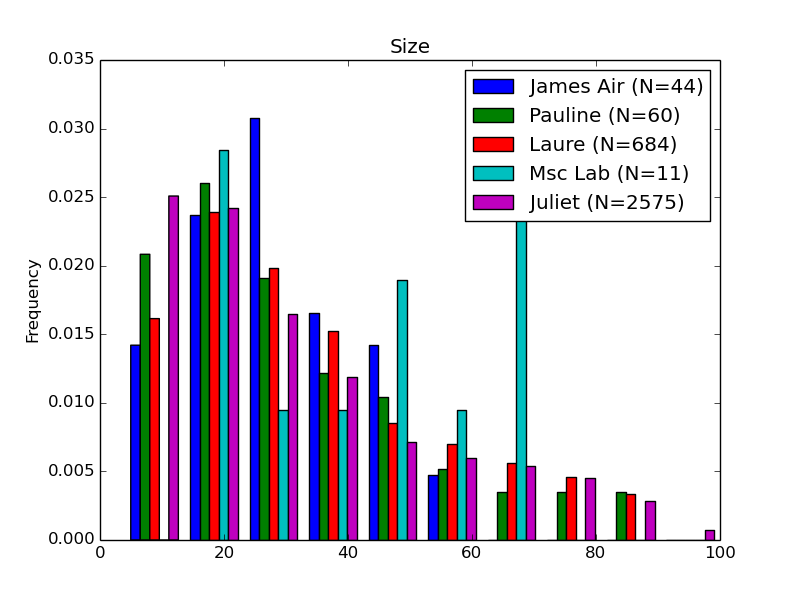 Size
0.035
0.030
0.025
0.020
0.015
0.010
0.005
0.000
Frequency
James Air (N=44)
Pauline (N=60)
Laure (N=684)
Msc Lab (N=11)
Juliet (N=2575)
0 20 40 60 80 100